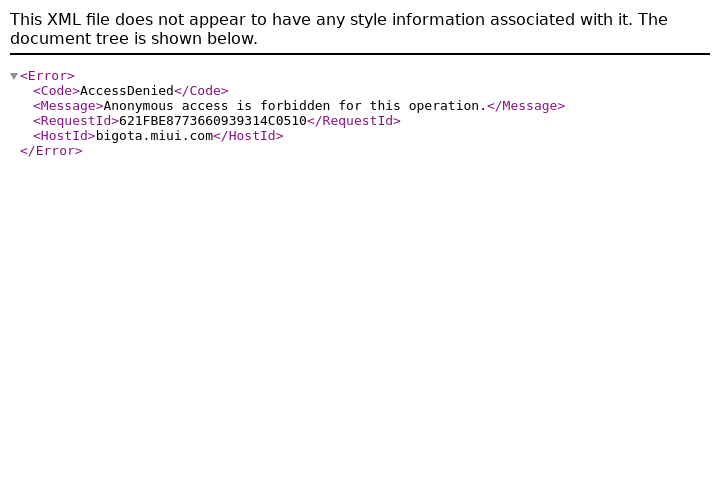 This XML file does not appear to have any style information associated with it. The
document tree is shown below.
<Error>
<Code>AccessDenied</Code>
<Message>Anonymous access is forbidden for this operation.</Message>
<RequestId>621FBE8773660939314C0510</RequestId>
<HostId>bigota.miui.com</HostId>
</Error>